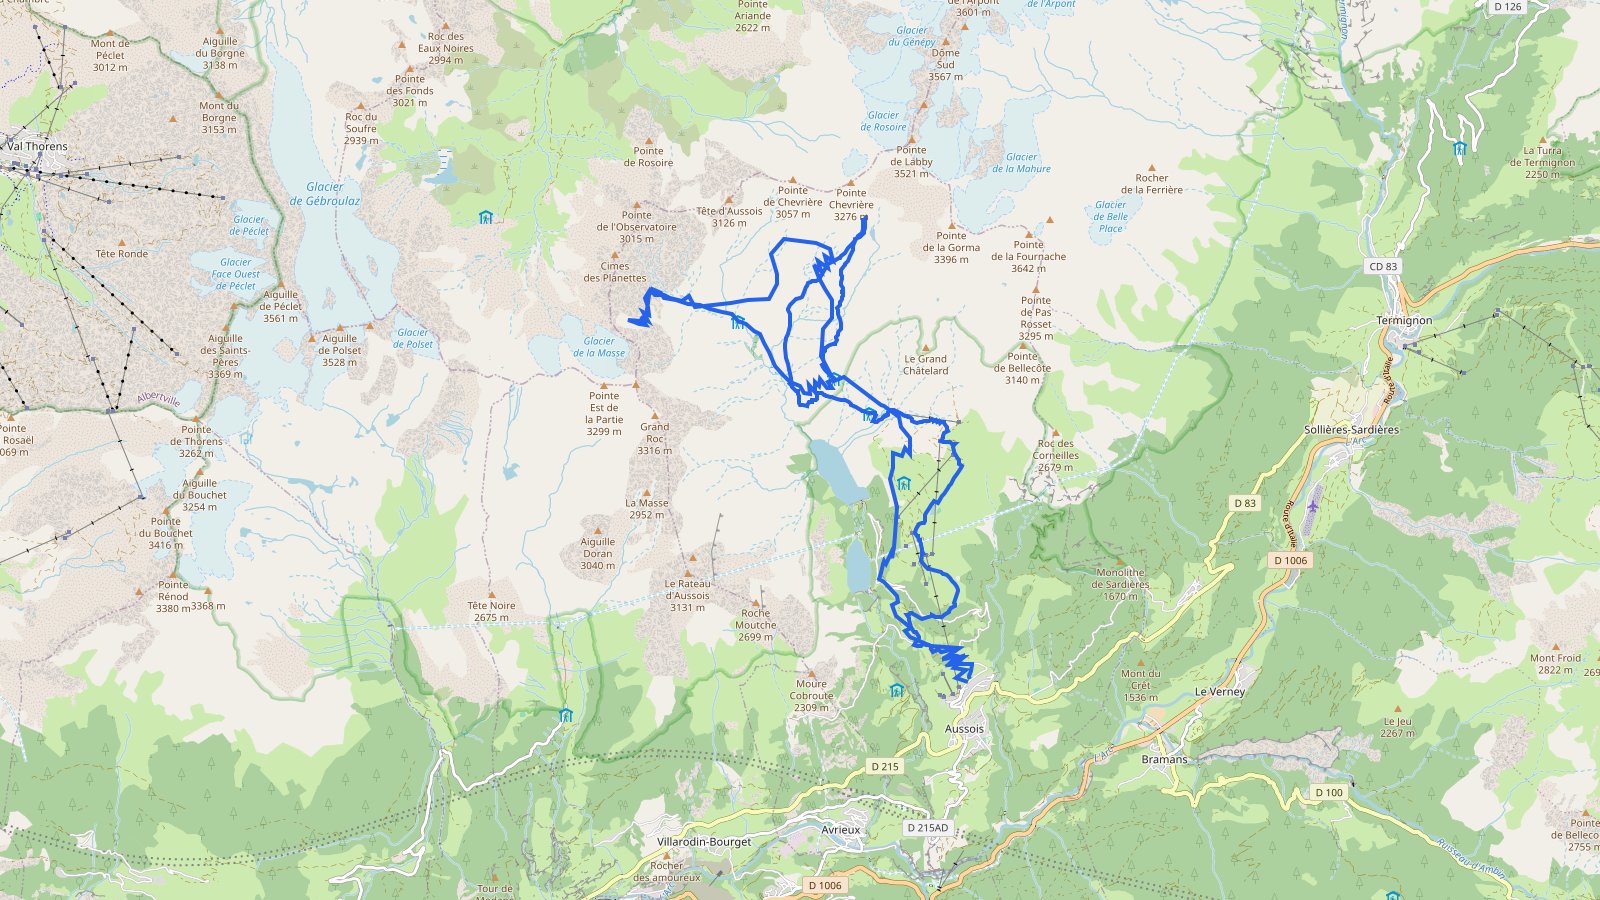 Pointe
Ariande
2622 m
3601 m
de l'Arpont
D 126
Mont de
Péclet
3012 m
Aiguille
du Borgne
3138 m
Roc des
Eaux Noires
2994 m
Glacier
du Génépy
Dôme
Sud
3567 m
Pointe
des Fonds
3021 m
Mont du
Borgne
3153 m
Roc du
Soufre
2939 m
Glacier
de Rosoire
Val Thorens
Pointe
de Rosoire
Pointe
de Labby
3521 m
Glacier
de la Mahure
La Turra
de Termignon
2250 m
Rocher
de la Ferrière
Glacier
de Gébroulaz
Pointe
de Chevrière
3057 m
Pointe
Chevrière
3276 m
Tête d'Aussois
3126 m
Glacier
de Belle
Place
Glacier
de Péclet
Pointe
de l'Observatoire
3015 m
Pointe
de la Gorma
3396 m
Pointe
de la Fournache
3642 m
Tête Ronde
Glacier
Face Ouest
de Péclet
Cimes
des Planettes
CD 83
Aiguille
de Péclet
3561 m
Pointe
de Pas
Rosset
3295 m
Termignon
Aiguille
des Saints-
Pères
3369 m
Aiguille
de Polset
3528 m
Glacier
de Polset
Glacier
de la Masse
Le Grand
Châtelard
Pointe
de Bellecôte
3140 m
Route d'Italie
Albertville
Pointe
Est de
la Partie
3299 m
Pointe
de Thorens
3262 m
Grand
Roc
3316 m
Sollières-Sardières
L'Arc
Roc des
Corneilles
2679 m
Aiguille
du Bouchet
3254 m
La Masse
2952 m
D 83
Route d'Italie
Pointe
du Bouchet
3416 m
Aiguille
Doran
3040 m
D 1006
Monolithe
de Sardières
1670 m
Pointe
Rénod
3380 m
3368 m
Le Rateau
d'Aussois
3131 m
Tête Noire
2675 m
Roche
Moutche
2699 m
Mont Froid
2822 m
Moure
Cobroute
2309 m
Mont du
Crêt
1536 m
Le Verney
Le Jeu
2267 m
Aussois
L'Arc
Bramans
D 215
D 100
Villarodin-Bourget
Avrieux
D 215AD
Ruisseau d'Ambin
Rocher
des amoureux
D 1006
Tour de